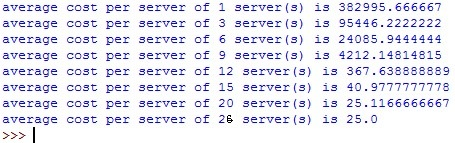 average cost per server of 1 server(s) is 382995.666667
average cost per server of 3 server(s) is 95446.2222222
average cost per server of 6 server(s) is 24085.9444444
average cost per server of 9 server(s) is 4212.14814815
average cost per server of 12 server(s) is 367.638888889
average cost per server of 15 server(s) is 40.9777777778
average cost per server of 20 server(s) is 25.1166666667
average cost per server of 26 server(s) is 25.0
>>>